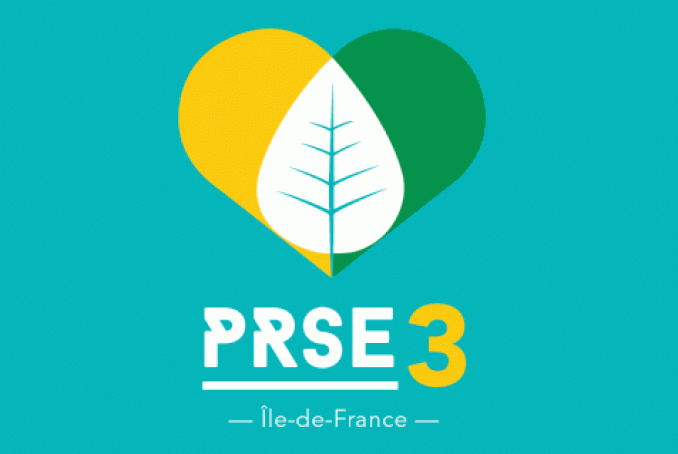 PRSE 3
— Île-de-France —